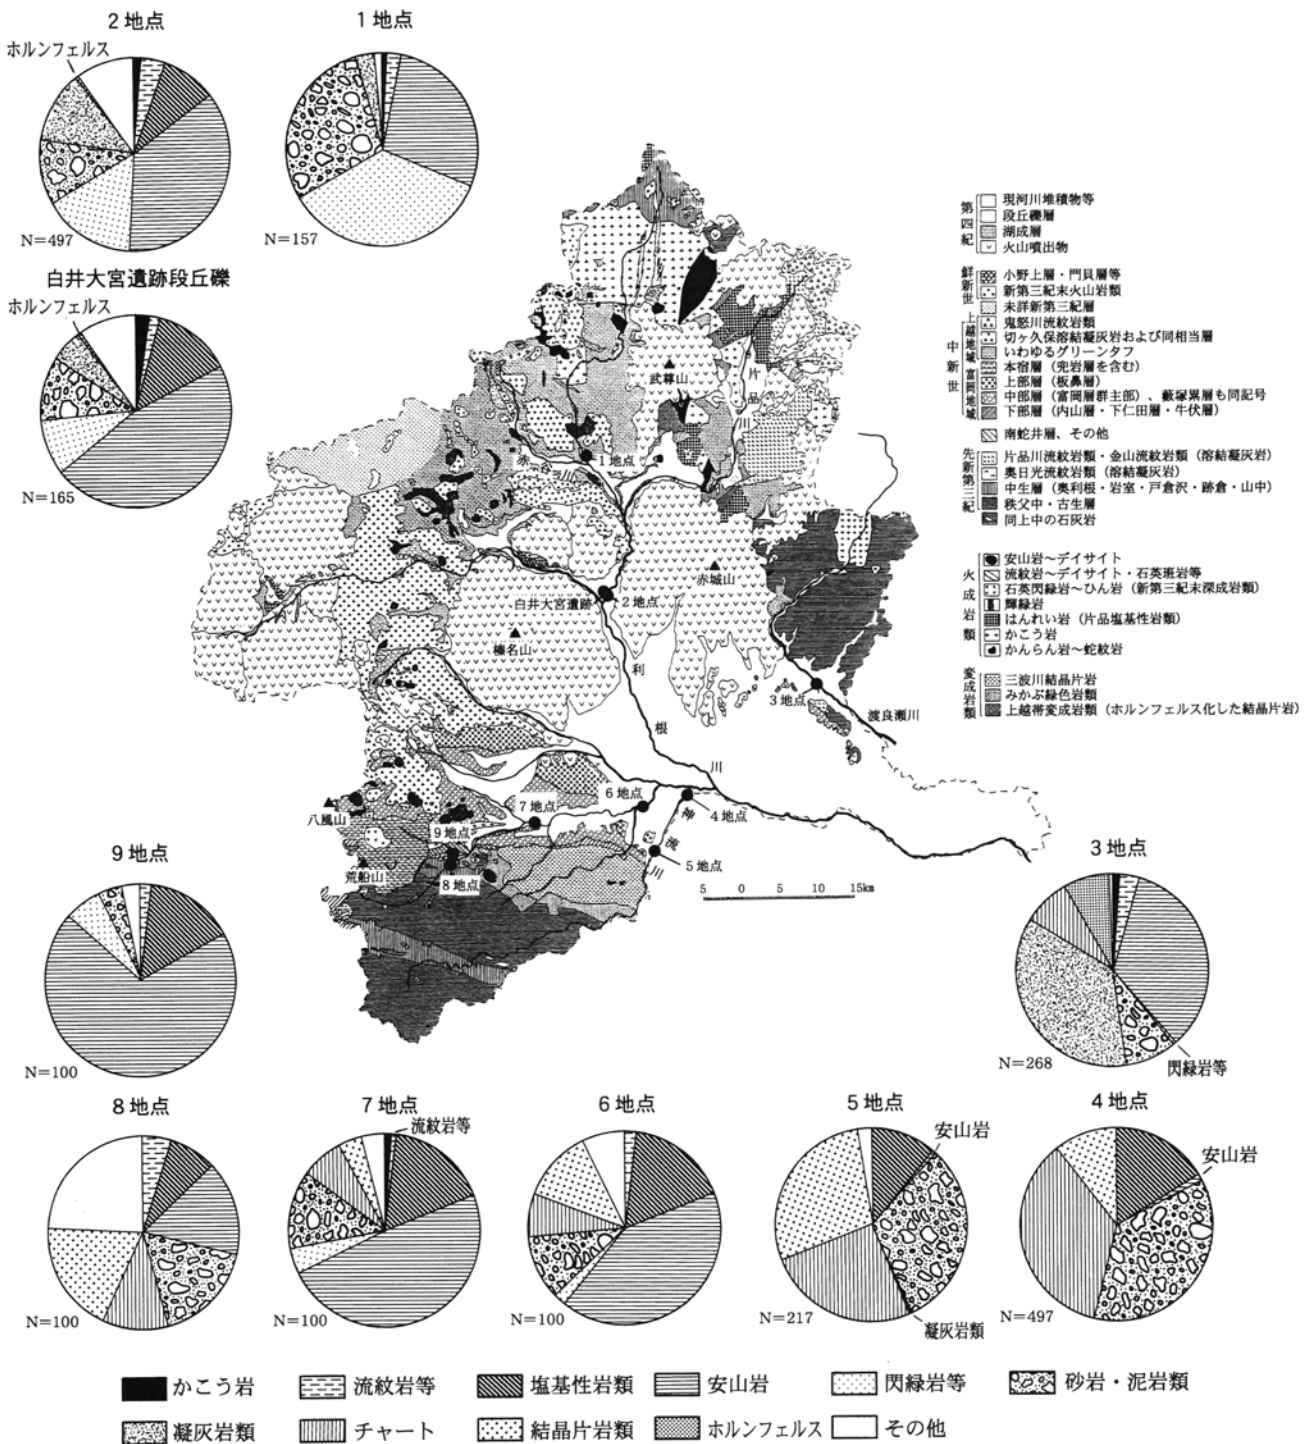 2地点
ホルンフェルス
N=497
1地点
N=157
白井大宮遺跡段丘礫
ホルンフェルス
N=165
第四紀
現河川堆積物等
段丘礫層
湖成層
火山噴出物
鮮新世
小野上層・門貝層等
新第三紀末火山岩類
未詳新第三紀層
中新世
上越地域
鬼怒川流紋岩類
切ヶ久保溶結凝灰岩および同相当層
いわゆるグリーンタフ
富岡地域
本宿層（兜岩層を含む）
上部層（板鼻層）
中部層（富岡層群主部）、藪塚累層も同記号
下部層（内山層・下仁田層・牛伏層）
南蛇井層、その他
先新第三紀
片品川流紋岩類・金山流紋岩類（溶結凝灰岩）
奥日光流紋岩類（溶結凝灰岩）
中生層（奥利根・岩室・戸倉沢・跡倉・山中）
秩父中・古生層
同上中の石灰岩
火成岩類
安山岩～デイサイト
流紋岩～デイサイト・石英斑岩等
石英閃緑岩～ひん岩（新第三紀末深成岩類）
輝緑岩
はんれい岩（片品塩基性岩類）
かこう岩
かんらん岩～蛇紋岩
変成岩類
三波川結晶片岩
みかぶ緑色岩類
上越帯変成岩類（ホルンフェルス化した結晶片岩）
武尊山
片品川
赤谷川
1地点
赤城山
白井大宮遺跡
2地点
榛名山
利根川
3地点
渡良瀬川
八風山
荒船山
9地点
7地点
6地点
8地点
4地点
神流川
5地点
5 0 5 10 15km
9地点
N=100
3地点
N=268
閃緑岩等
8地点
N=100
7地点
流紋岩等
N=100
6地点
N=100
5地点
安山岩
N=217
凝灰岩類
4地点
安山岩
N=497
かこう岩
流紋岩等
塩基性岩類
安山岩
閃緑岩等
砂岩・泥岩類
凝灰岩類
チャート
結晶片岩類
ホルンフェルス
その他